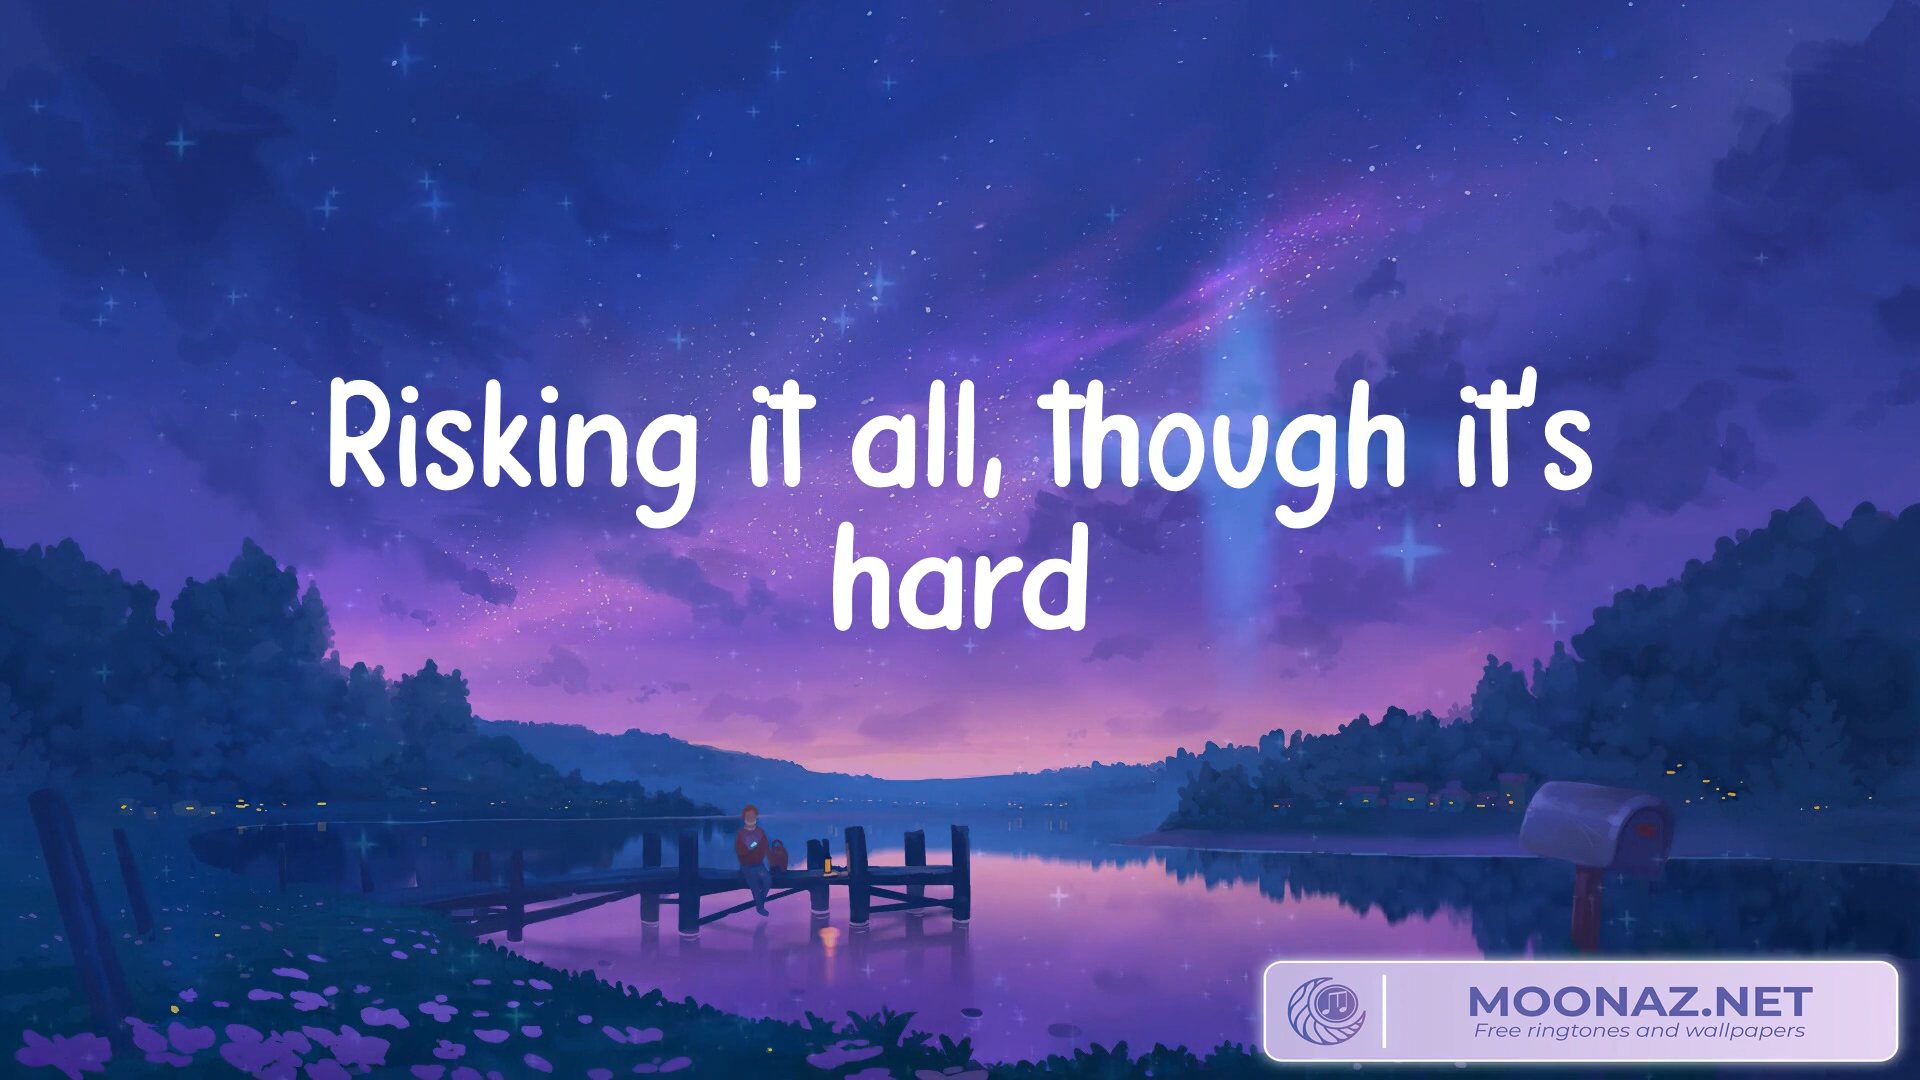 Risking it all, though it's
hard
MOONAZ.NET
Free ringtones and wallpapers